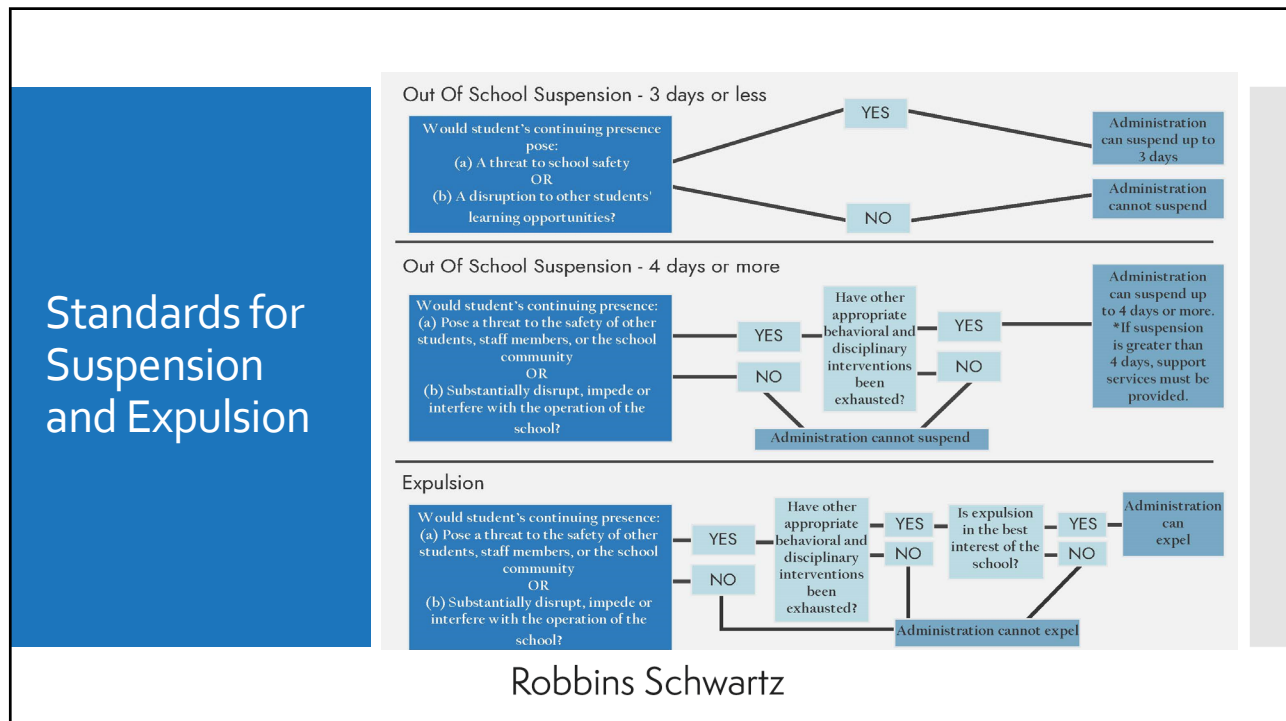 Standards for
Suspension
and Expulsion
Out Of School Suspension - 3 days or less
Would student's continuing presence
pose:
(a) A threat to school safety
OR
(b) A disruption to other students'
learning opportunities?
YES
NO
Administration
can suspend up to
3 days
Administration
cannot suspend
Out Of School Suspension - 4 days or more
Would student's continuing presence:
(a) Pose a threat to the safety of other
students, staff members, or the school
community
OR
(b) Substantially disrupt, impede or
interfere with the operation of the
school?
YES
NO
Have other
appropriate
behavioral and
disciplinary
interventions
been
exhausted?
YES
NO
Administration cannot suspend
Administration
can suspend up
to 4 days or more.
*If suspension
is greater than
4 days, support
services must be
provided.
Expulsion
Would student's continuing presence:
(a) Pose a threat to the safety of other
students, staff members, or the school
community
OR
(b) Substantially disrupt, impede or
interfere with the operation of the
school?
YES
NO
Have other
appropriate
behavioral and
disciplinary
interventions
been
exhausted?
YES
NO
Is expulsion
in the best
interest of the
school?
YES
NO
Administration
can
expel
Administration cannot expel
Robbins Schwartz